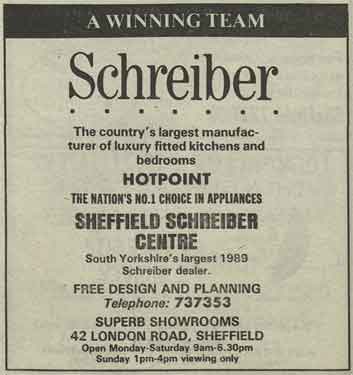 A WINNING TEAM
Schreiber
The country's largest manufac-
turer of luxury fitted kitchens and
bedrooms
HOTPOINT
THE NATION'S NO.1 CHOICE IN APPLIANCES
SHEFFIELD SCHREIBER
CENTRE
South Yorkshire's largest 1989
Schreiber dealer.
FREE DESIGN AND PLANNING
Telephone: 737353
SUPERB SHOWROOMS
42 LONDON ROAD, SHEFFIELD
Open Monday-Saturday 9am-6.30pm
Sunday 1pm-4pm viewing only